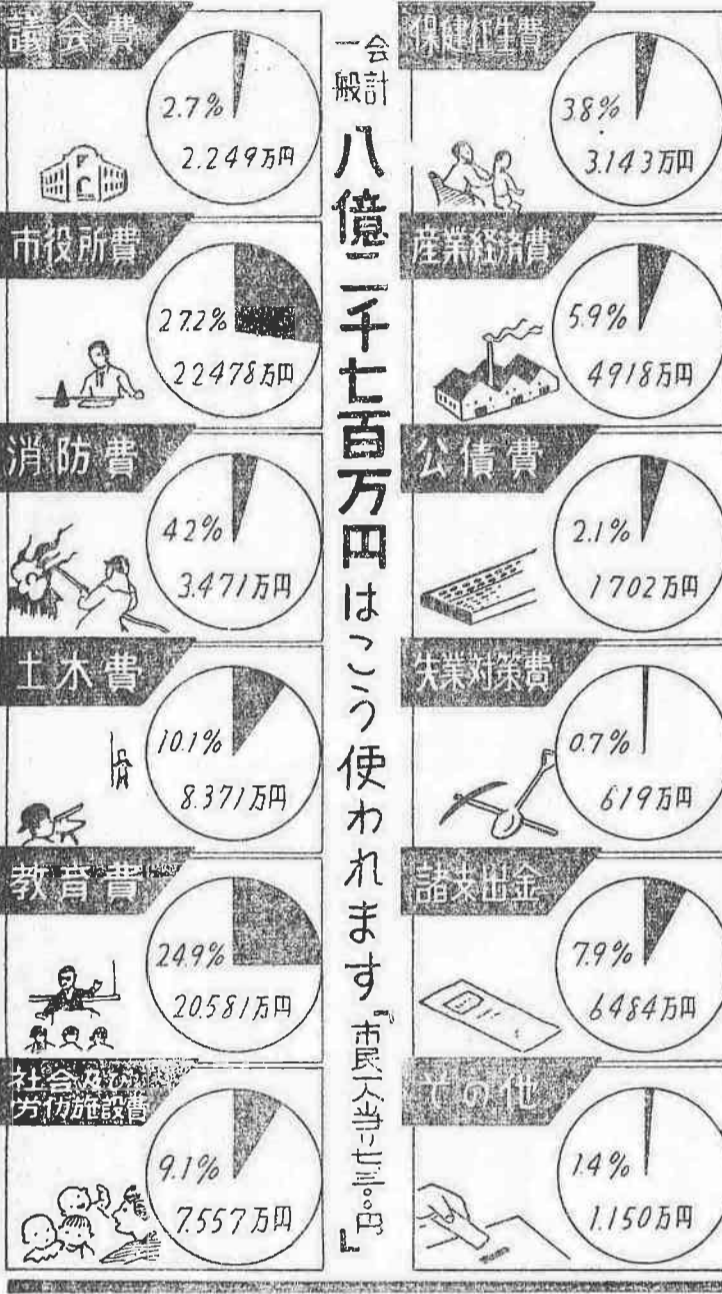 議会費
2.7%
2.249万円
市役所費
27.2%
22478万円
消防費
42%
3.471万円
土木費
10.1%
8.371万円
教育費
24.9%
20.581万円
社会及び
労仂施設費
9.1%
7.557万円
一般会計
八億二千七百万円はこう使われます
『市民一人当り七三〇〇円』
保健衛生費
3.8%
3.143万円
産業経済費
5.9%
4918万円
公債費
2.1%
1702万円
失業対策費
0.7%
619万円
諸支出金
7.9%
6484万円
その他
1.4%
1.150万円